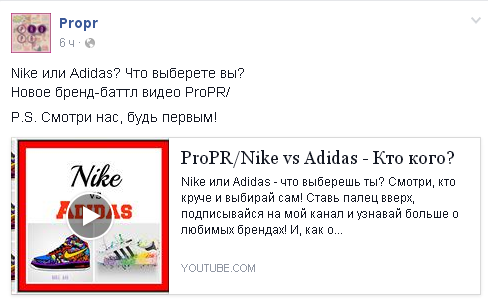 Propr
6 ч ·
Nike или Adidas? Что выберете вы?
Новое бренд-баттл видео ProPR/
P.S. Смотри нас, будь первым!
Nike
VS
ADIDAS
ProPR/Nike vs Adidas - Кто кого?
Nike или Adidas - что выберешь ты? Смотри, кто
круче и выбирай сам! Ставь палец вверх,
подписывайся на мой канал и узнавай больше о
любимых брендах! И, как о...
YOUTUBE.COM